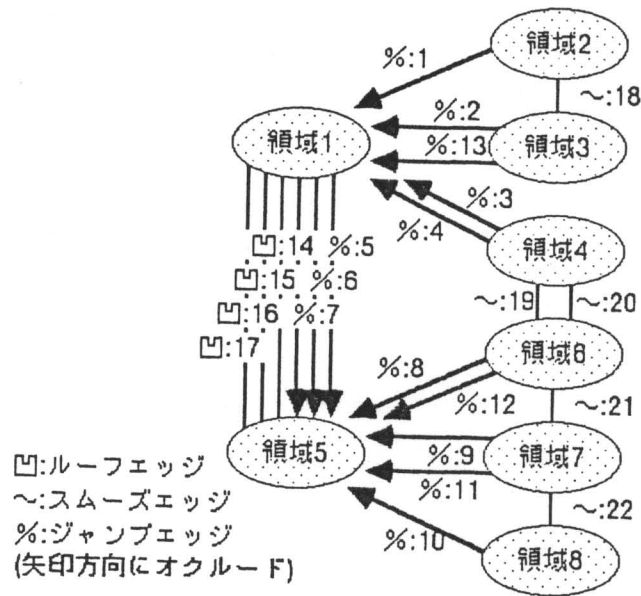 領域2
%:1
~:18
%:2
領域1
%:13
領域3
%:3
%:4
凹:14
%:5
領域4
凹:15
%:6
~:19
~:20
凹:16
%:7
凹:17
領域6
%:8
%:12
~:21
領域5
%:9
領域7
%:11
凹:ルーフエッジ
~:スムーズエッジ
~:22
%:ジャンプエッジ
%:10
(矢印方向にオクルード)
領域8